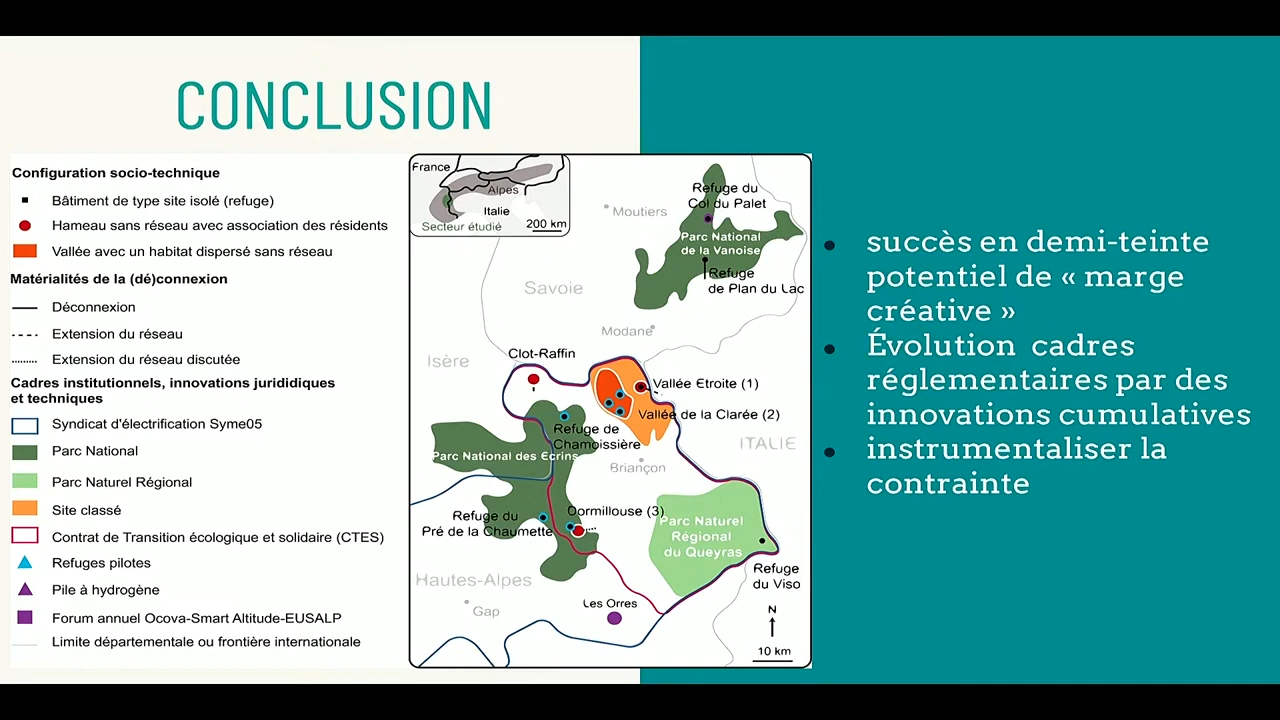 CONCLUSION
Configuration socio-technique
Bâtiment de type site isolé (refuge)
Hameau sans réseau avec association des résidents
Vallée avec un habitat dispersé sans réseau
Matérialités de la (dé)connexion
Déconnexion
Extension du réseau
Extension du réseau discutée
Cadres institutionnels, innovations jurididiques
et techniques
Syndicat d'électrification Syme05
Parc National
Parc Naturel Régional
Site classé
Contrat de Transition écologique et solidaire (CTES)
Refuges pilotes
Pile à hydrogène
Forum annuel Ocova-Smart Altitude-EUSALP
Limite départementale ou frontière internationale
France
Alpes
Italie
Secteur étudié
200 km
Moutiers
Refuge du
Col du Palet
Parc National
de la Vanoise
Refuge
de Plan du Lac
Savoie
Modane
Isère
Clot-Raffin
Vallée Etroite (1)
Vallée de la Clarée (2)
Refuge de
Chamoissière
ITALIE
Parc National des Ecrins
Briançon
Refuge du
Pré de la Chaumette
Dormillouse (3)
Parc Naturel
Régional
du Queyras
Refuge
du Viso
Hautes-Alpes
Gap
Les Orres
N
10 km
• succès en demi-teinte
potentiel de « marge
créative »
• Évolution cadres
réglementaires par des
innovations cumulatives
• instrumentaliser la
contrainte